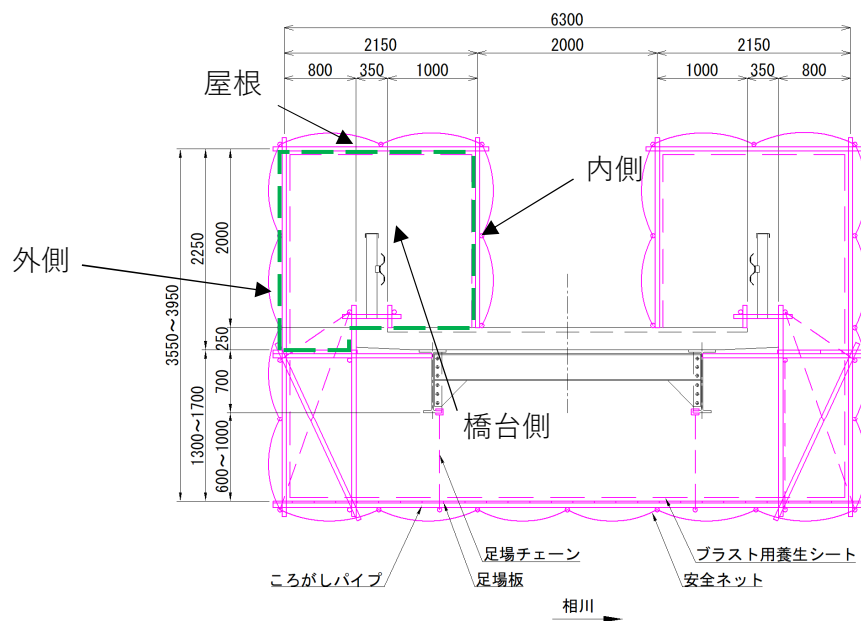 6300
2150
2000
2150
800
350
1000
1000
350
800
屋根
内側
外側
橋台側
3550～3950
2250
2000
250
1300～1700
700
600～1000
足場チェーン
ブラスト用養生シート
ころがしパイプ
足場板
安全ネット
相川